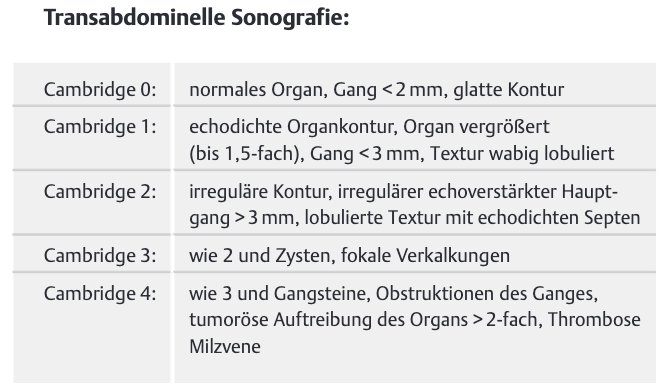 Transabdominelle Sonografie:
Cambridge 0: normales Organ, Gang < 2 mm, glatte Kontur
Cambridge 1: echodichte Organkontur, Organ vergrößert
(bis 1,5-fach), Gang < 3 mm, Textur wabig lobuliert
Cambridge 2: irreguläre Kontur, irregulärer echoverstärkter Haupt-
gang > 3 mm, lobulierte Textur mit echodichten Septen
Cambridge 3: wie 2 und Zysten, fokale Verkalkungen
Cambridge 4: wie 3 und Gangsteine, Obstruktionen des Ganges,
tumoröse Auftreibung des Organs > 2-fach, Thrombose
Milzvene